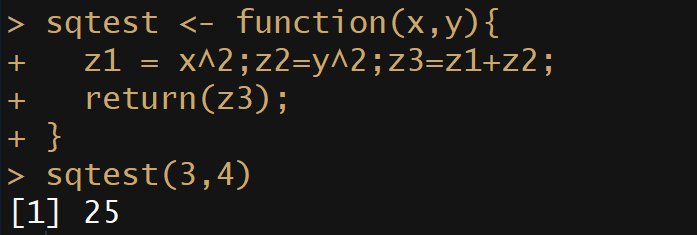 > sqtest <- function(x,y){
+   z1 = x^2;z2=y^2;z3=z1+z2;
+   return(z3);
+ }
> sqtest(3,4)
[1] 25